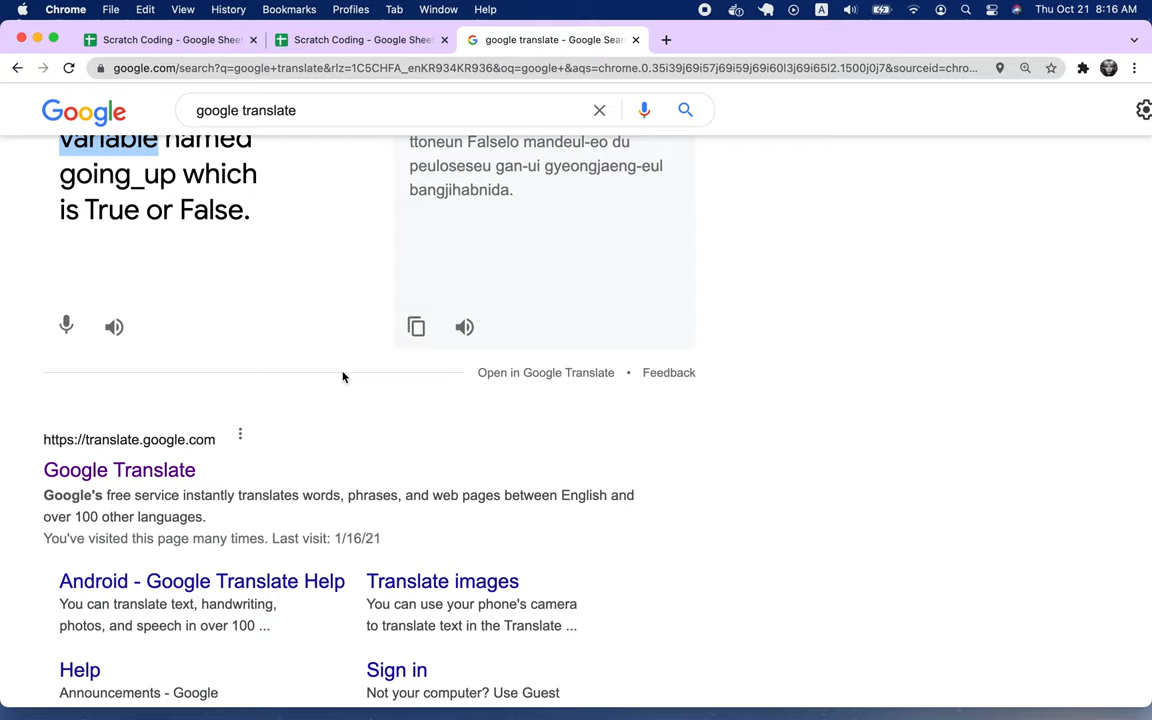 Chrome File Edit View History Bookmarks Profiles Tab Window Help A Thu Oct 21 8:16 AM
Scratch Coding - Google Shee Scratch Coding - Google Shee google translate - Google Sear
google.com/search?q=google+translate&rlz=1C5CHFA_enKR934KR936&oq=google+&aqs=chrome.0.35i39j69i57j69i59j69i60l3j69i65l2.1500j0j7&sourceid=chro...
Google google translate
variable named
going_up which
is True or False.
ttoneun Falselo mandeul-eo du
peuloseseu gan-ui gyeongjaeng-eul
bangjihabnida.
Open in Google Translate • Feedback
https://translate.google.com
Google Translate
Google's free service instantly translates words, phrases, and web pages between English and
over 100 other languages.
You've visited this page many times. Last visit: 1/16/21
Android - Google Translate Help
You can translate text, handwriting,
photos, and speech in over 100 ...
Translate images
You can use your phone's camera
to translate text in the Translate ...
Help
Announcements - Google
Sign in
Not your computer? Use Guest